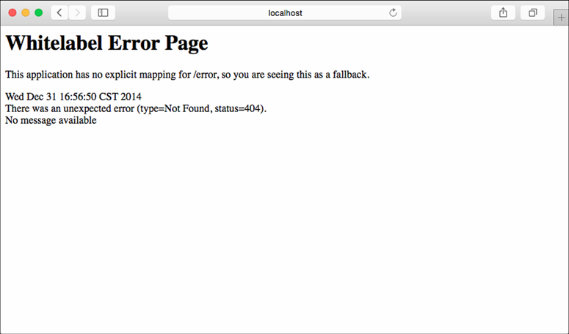 localhost
Whitelabel Error Page
This application has no explicit mapping for /error, so you are seeing this as a fallback.
Wed Dec 31 16:56:50 CST 2014
There was an unexpected error (type=Not Found, status=404).
No message available